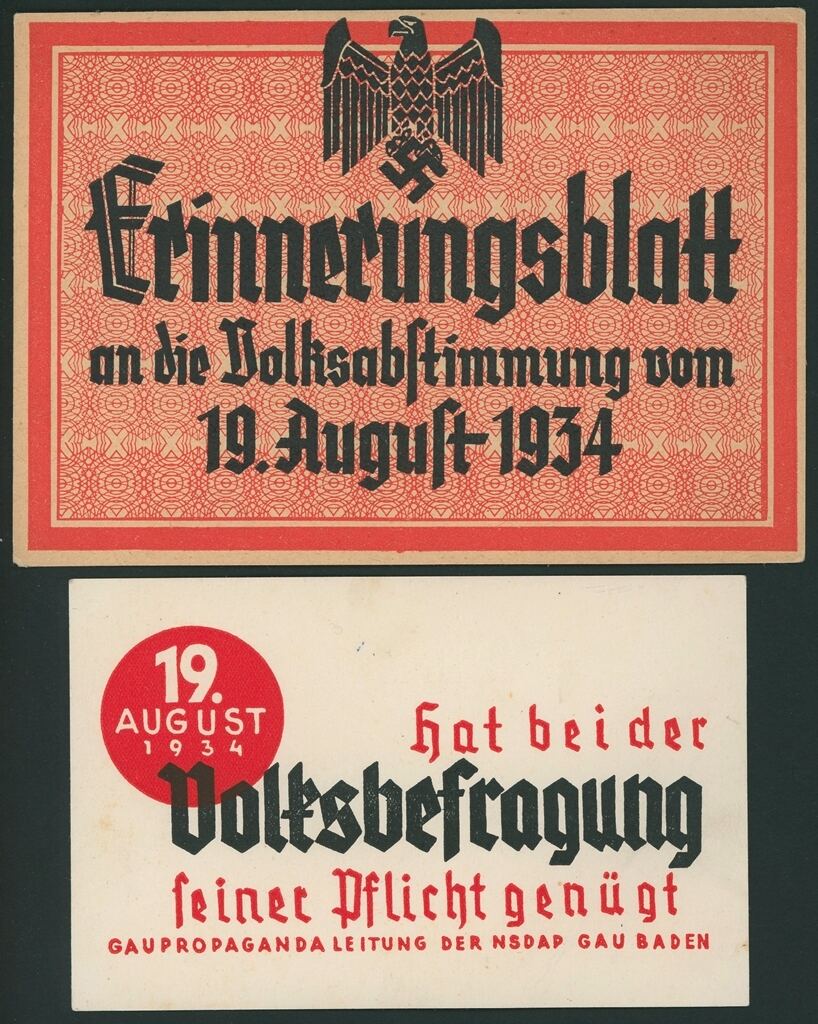 Erinnerungsblatt
an die Volksabſtimmung vom
19. Auguſt 1934
19.
AUGUST
1934
hat bei der
Volksbefragung
ſeiner Pflicht genügt
GAUPROPAGANDALEITUNG DER NSDAP GAU BADEN